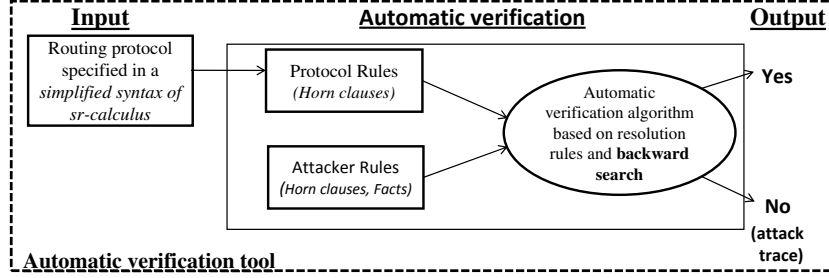 Input
Automatic verification
Output
Routing protocol
specified in a
simplified syntax of
sr-calculus
Protocol Rules
(Horn clauses)
Attacker Rules
(Horn clauses, Facts)
Automatic
verification algorithm
based on resolution
rules and backward
search
Yes
No
(attack
trace)
Automatic verification tool